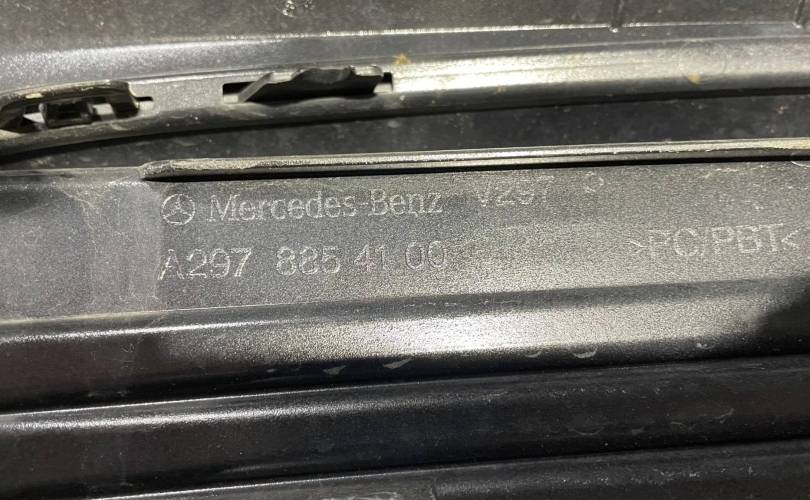 Mercedes-Benz V297
A297 885 41 00
>PC/PBT<